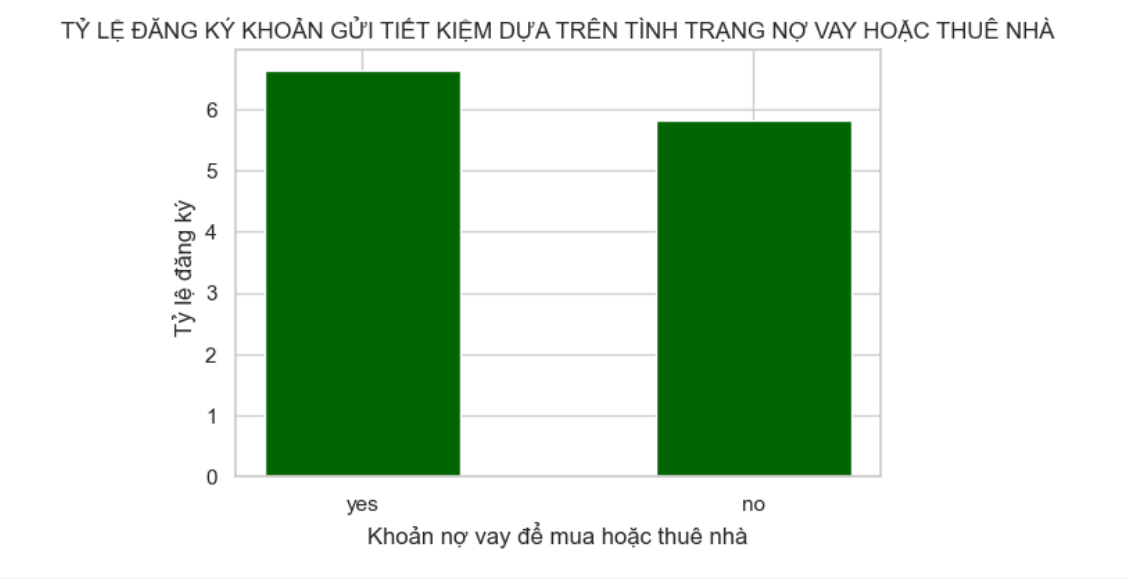 TỶ LỆ ĐĂNG KÝ KHOẢN GỬI TIẾT KIỆM DỰA TRÊN TÌNH TRẠNG NỢ VAY HOẶC THUÊ NHÀ
6
5
4
3
2
1
0
Tỷ lệ đăng ký
yes no
Khoản nợ vay để mua hoặc thuê nhà